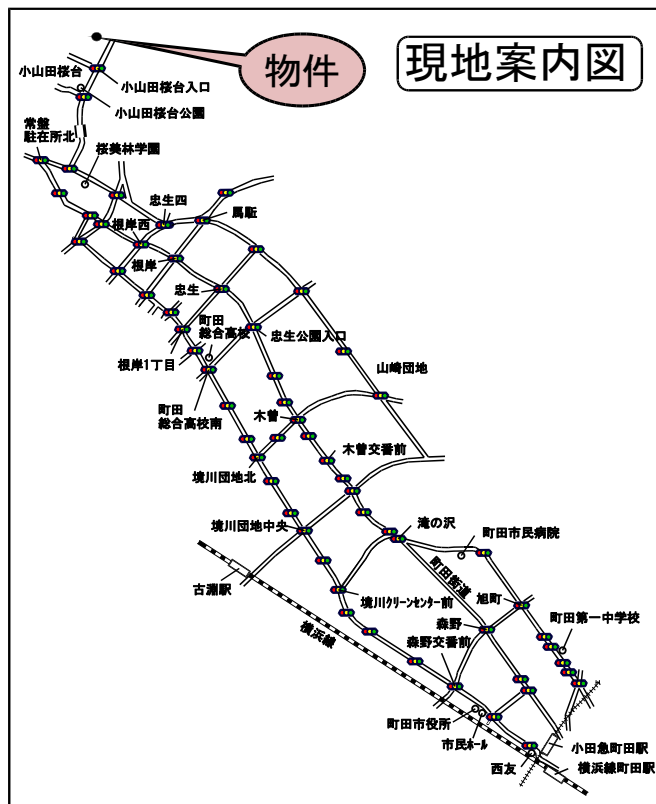 現地案内図
物件
小山田桜台
小山田桜台入口
小山田桜台公園
常盤
駐在所北
桜美林学園
忠生四
馬駈
根岸西
根岸
忠生
町田
総合高校
忠生公園入口
根岸1丁目
山崎団地
町田
総合高校南
木曽
木曽交番前
境川団地北
滝の沢
境川団地中央
町田市民病院
町田街道
古淵駅
境川クリーンセンター前
旭町
町田第一中学校
横浜線
森野
森野交番前
町田市役所
市民ホール
小田急町田駅
西友
横浜線町田駅